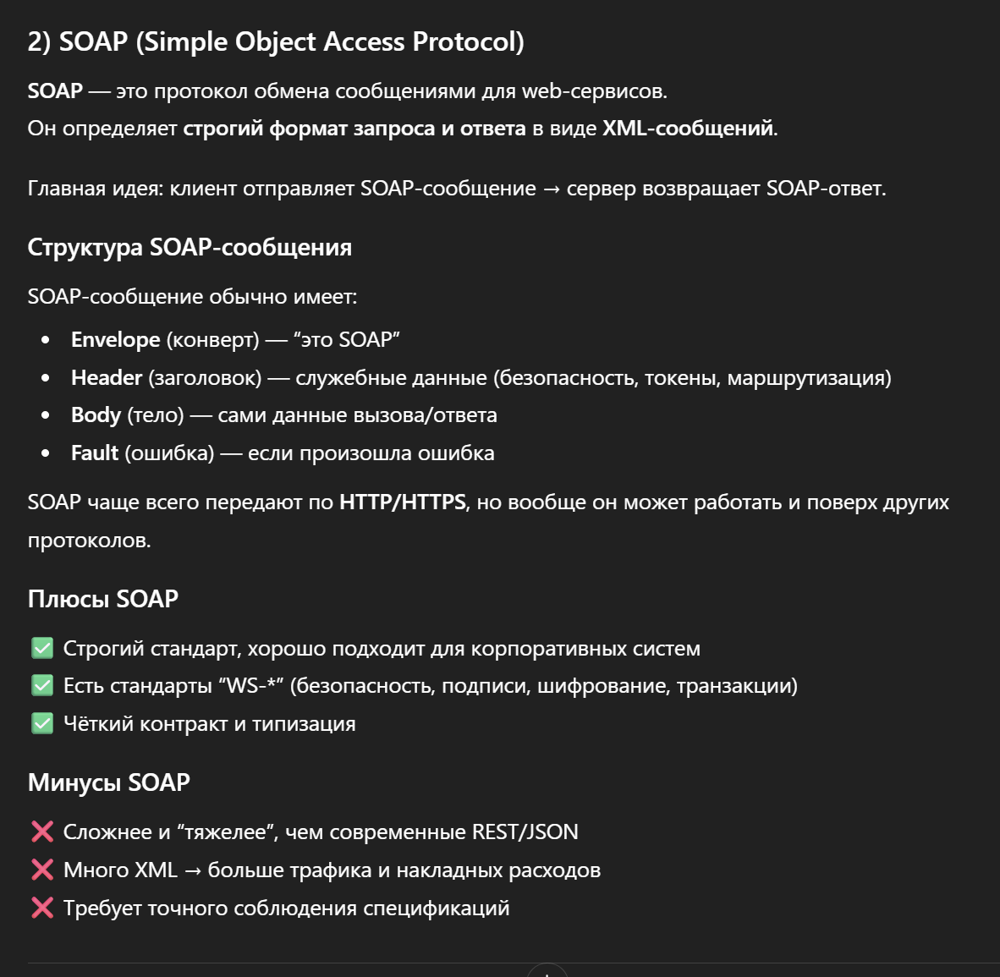 2) SOAP (Simple Object Access Protocol)
SOAP — это протокол обмена сообщениями для web-сервисов.
Он определяет строгий формат запроса и ответа в виде XML-сообщений.
Главная идея: клиент отправляет SOAP-сообщение → сервер возвращает SOAP-ответ.
Структура SOAP-сообщения
SOAP-сообщение обычно имеет:
• Envelope (конверт) — “это SOAP”
• Header (заголовок) — служебные данные (безопасность, токены, маршрутизация)
• Body (тело) — сами данные вызова/ответа
• Fault (ошибка) — если произошла ошибка
SOAP чаще всего передают по HTTP/HTTPS, но вообще он может работать и поверх других
протоколов.
Плюсы SOAP
✅ Строгий стандарт, хорошо подходит для корпоративных систем
✅ Есть стандарты “WS-*” (безопасность, подписи, шифрование, транзакции)
✅ Чёткий контракт и типизация
Минусы SOAP
❌ Сложнее и “тяжелее”, чем современные REST/JSON
❌ Много XML → больше трафика и накладных расходов
❌ Требует точного соблюдения спецификаций